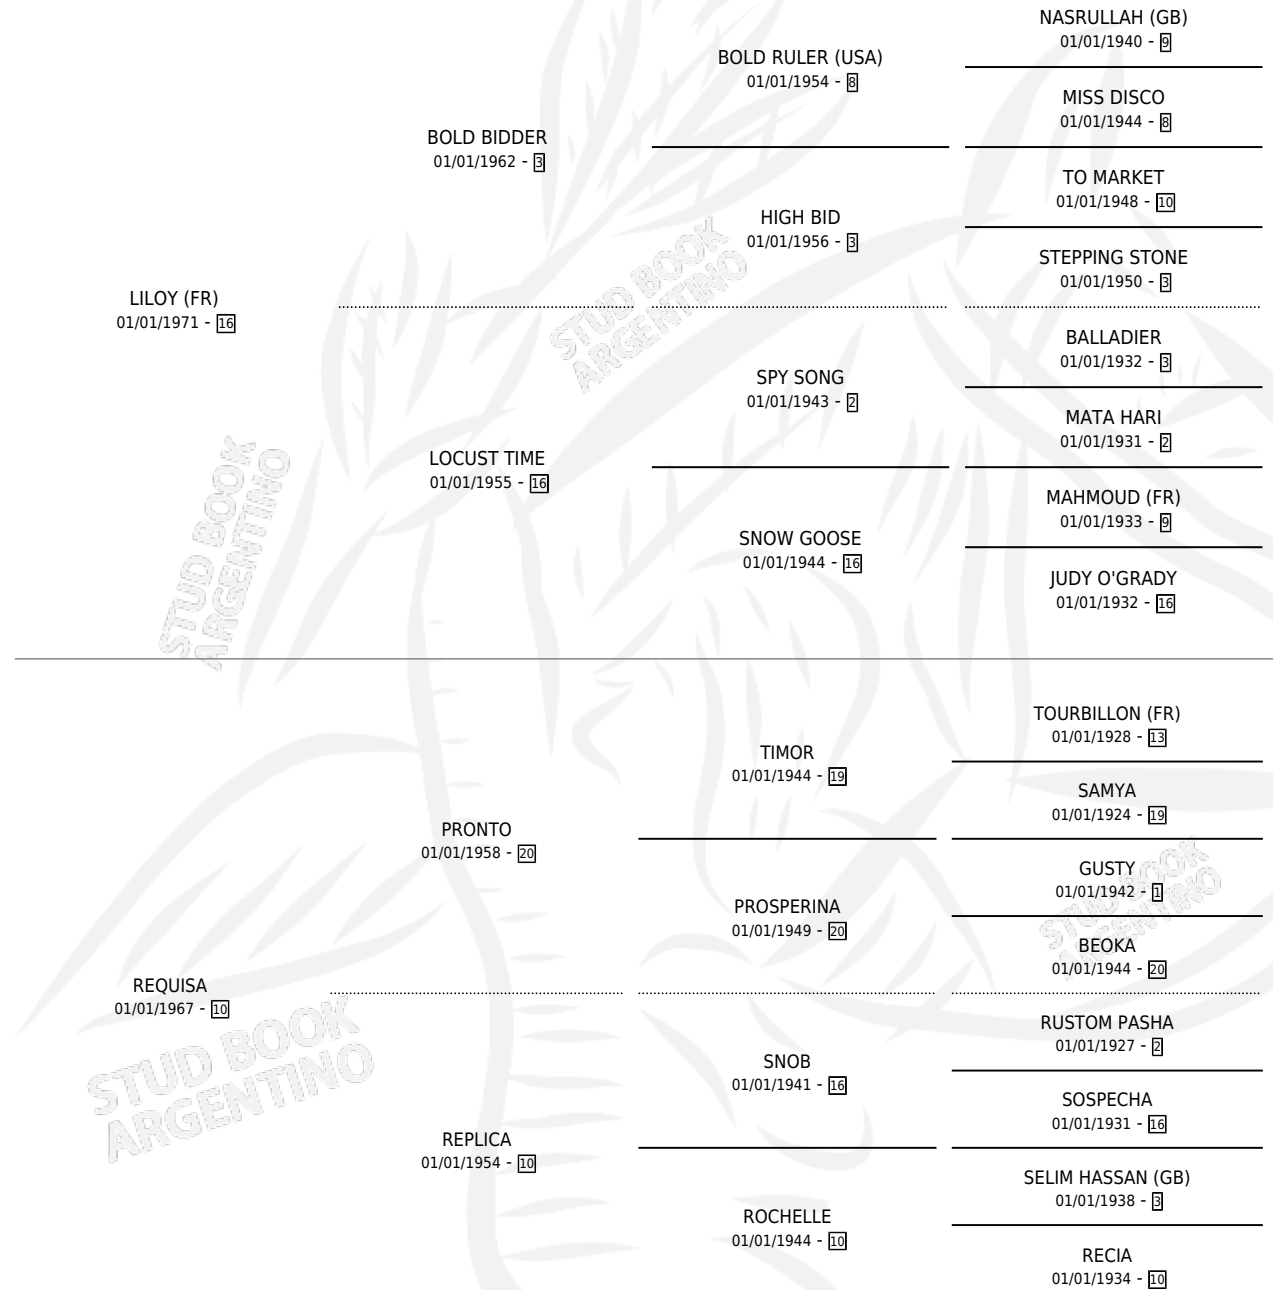 NASRULLAH (GB)
01/01/1940 - 9
BOLD RULER (USA)
01/01/1954 - 8
MISS DISCO
01/01/1944 - 8
BOLD BIDDER
01/01/1962 - 3
TO MARKET
01/01/1948 - 10
HIGH BID
01/01/1956 - 3
STEPPING STONE
01/01/1950 - 3
LILOY (FR)
01/01/1971 - 16
BALLADIER
01/01/1932 - 3
SPY SONG
01/01/1943 - 2
MATA HARI
01/01/1931 - 2
LOCUST TIME
01/01/1955 - 16
MAHMOUD (FR)
01/01/1933 - 9
SNOW GOOSE
01/01/1944 - 16
JUDY O'GRADY
01/01/1932 - 16
TOURBILLON (FR)
01/01/1928 - 13
TIMOR
01/01/1944 - 19
SAMYA
01/01/1924 - 19
PRONTO
01/01/1958 - 20
GUSTY
01/01/1942 - 1
PROSPERINA
01/01/1949 - 20
BEOKA
01/01/1944 - 20
REQUISA
01/01/1967 - 10
RUSTOM PASHA
01/01/1927 - 2
SNOB
01/01/1941 - 16
SOSPECHA
01/01/1931 - 16
REPLICA
01/01/1954 - 10
SELIM HASSAN (GB)
01/01/1938 - 3
ROCHELLE
01/01/1944 - 10
RECIA
01/01/1934 - 10
STUD BOOK
ARGENTINO
STUD BOOK
ARGENTINO
STUD BOOK
ARGENTINO
STUD BOOK
ARGENTINO